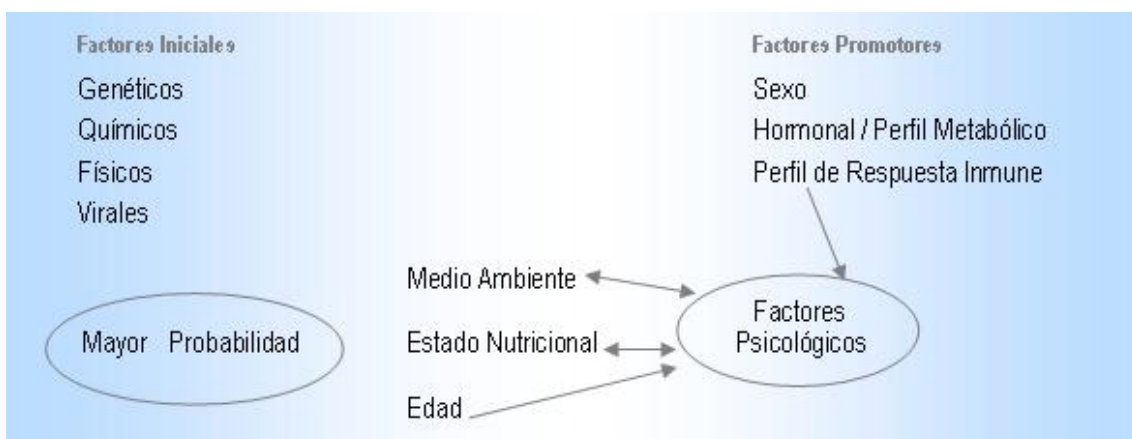 Factores Iniciales
Genéticos
Químicos
Físicos
Virales
Factores Promotores
Sexo
Hormonal / Perfil Metabólico
Perfil de Respuesta Inmune
Medio Ambiente
Estado Nutricional
Edad
Mayor Probabilidad
Factores
Psicológicos